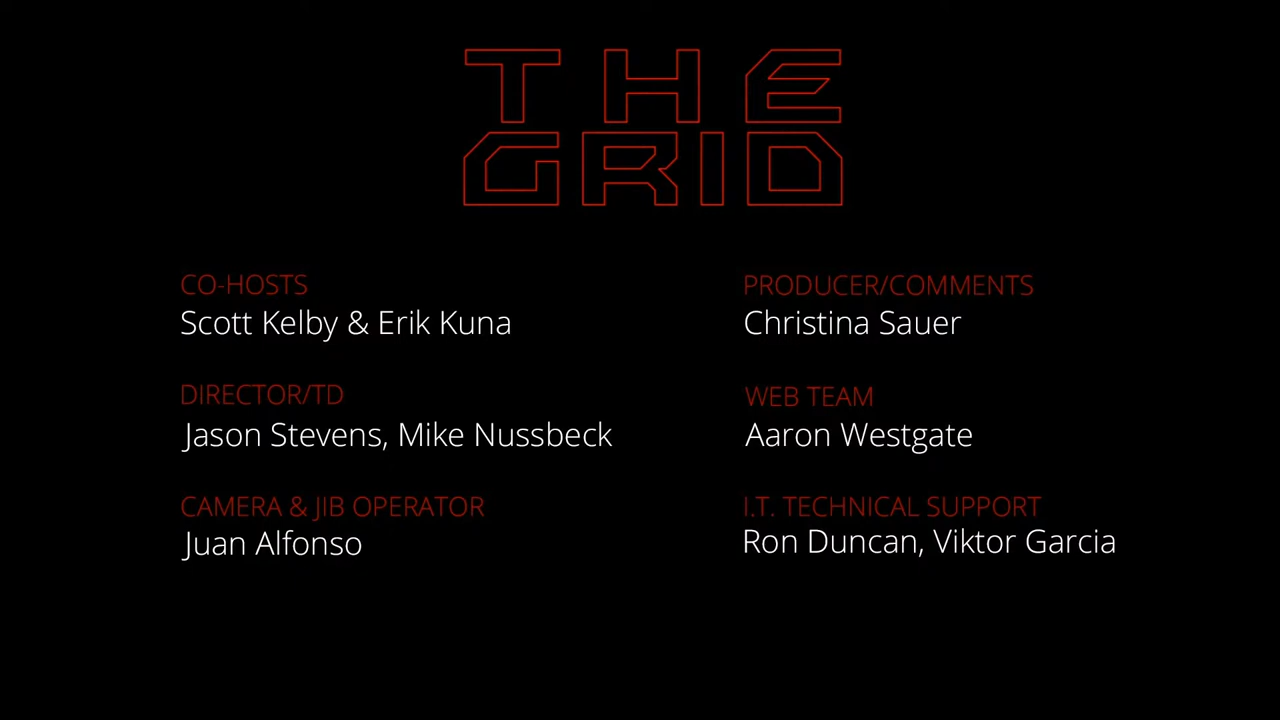 THE
GRID
CO-HOSTS
Scott Kelby & Erik Kuna
DIRECTOR/TD
Jason Stevens, Mike Nussbeck
CAMERA & JIB OPERATOR
Juan Alfonso
PRODUCER/COMMENTS
Christina Sauer
WEB TEAM
Aaron Westgate
I.T. TECHNICAL SUPPORT
Ron Duncan, Viktor Garcia